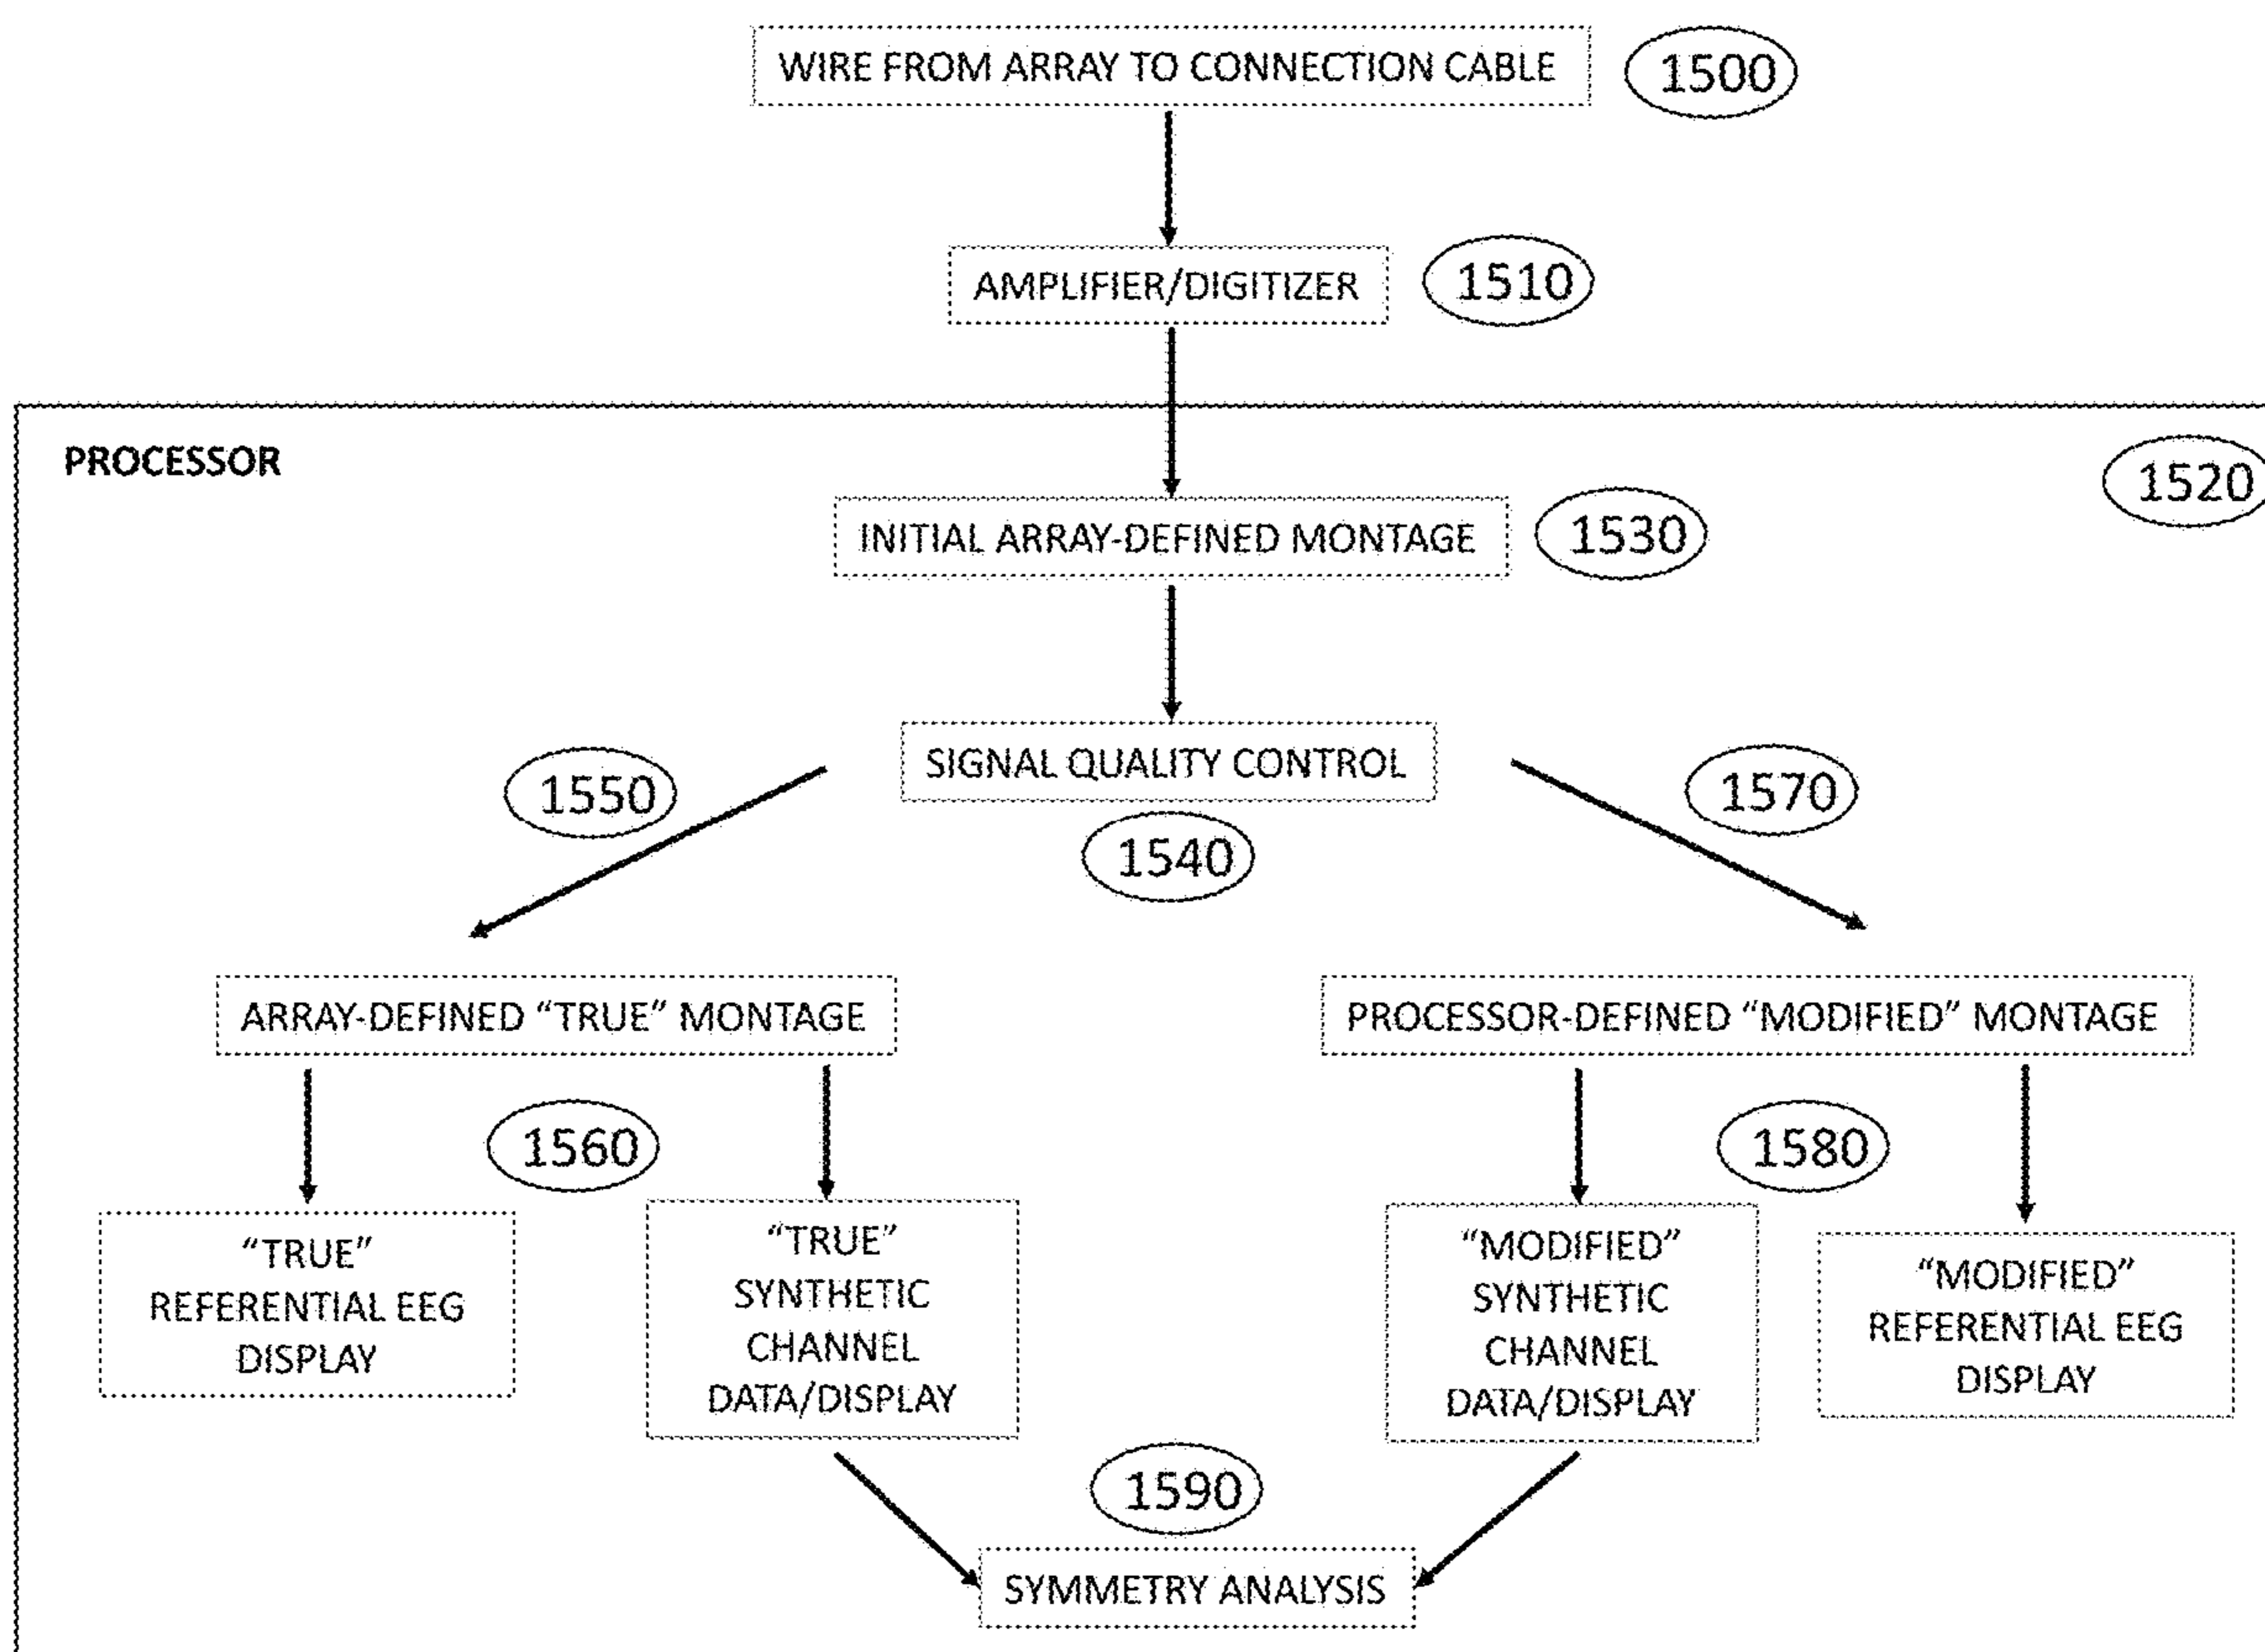 WIRE FROM ARRAY TO CONNECTION CABLE
1500
AMPLIFIER/DIGITIZER
1510
PROCESSOR
1520
INITIAL ARRAY-DEFINED MONTAGE
1530
SIGNAL QUALITY CONTROL
1540
1550
1570
ARRAY-DEFINED “TRUE” MONTAGE
PROCESSOR-DEFINED “MODIFIED” MONTAGE
1560
1580
“TRUE”
REFERENTIAL EEG
DISPLAY
“TRUE”
SYNTHETIC
CHANNEL
DATA/DISPLAY
“MODIFIED”
SYNTHETIC
CHANNEL
DATA/DISPLAY
“MODIFIED”
REFERENTIAL EEG
DISPLAY
1590
SYMMETRY ANALYSIS